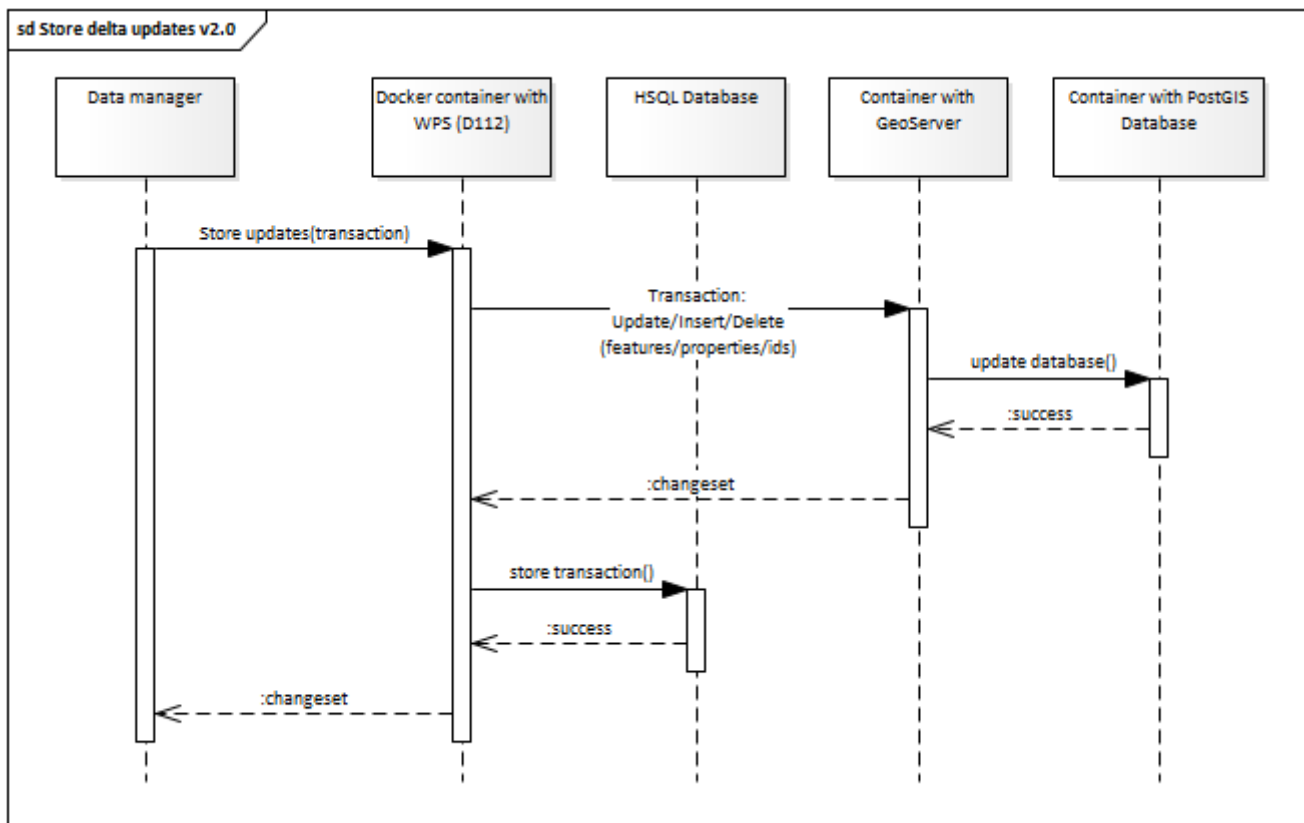 sd Store delta updates v2.0
Data manager
Docker container with
WPS (D112)
HSQL Database
Container with
GeoServer
Container with PostGIS
Database
Store updates(transaction)
Transaction:
Update/Insert/Delete
(features/properties/ids)
update database()
:success
:changeset
store transaction()
:success
:changeset